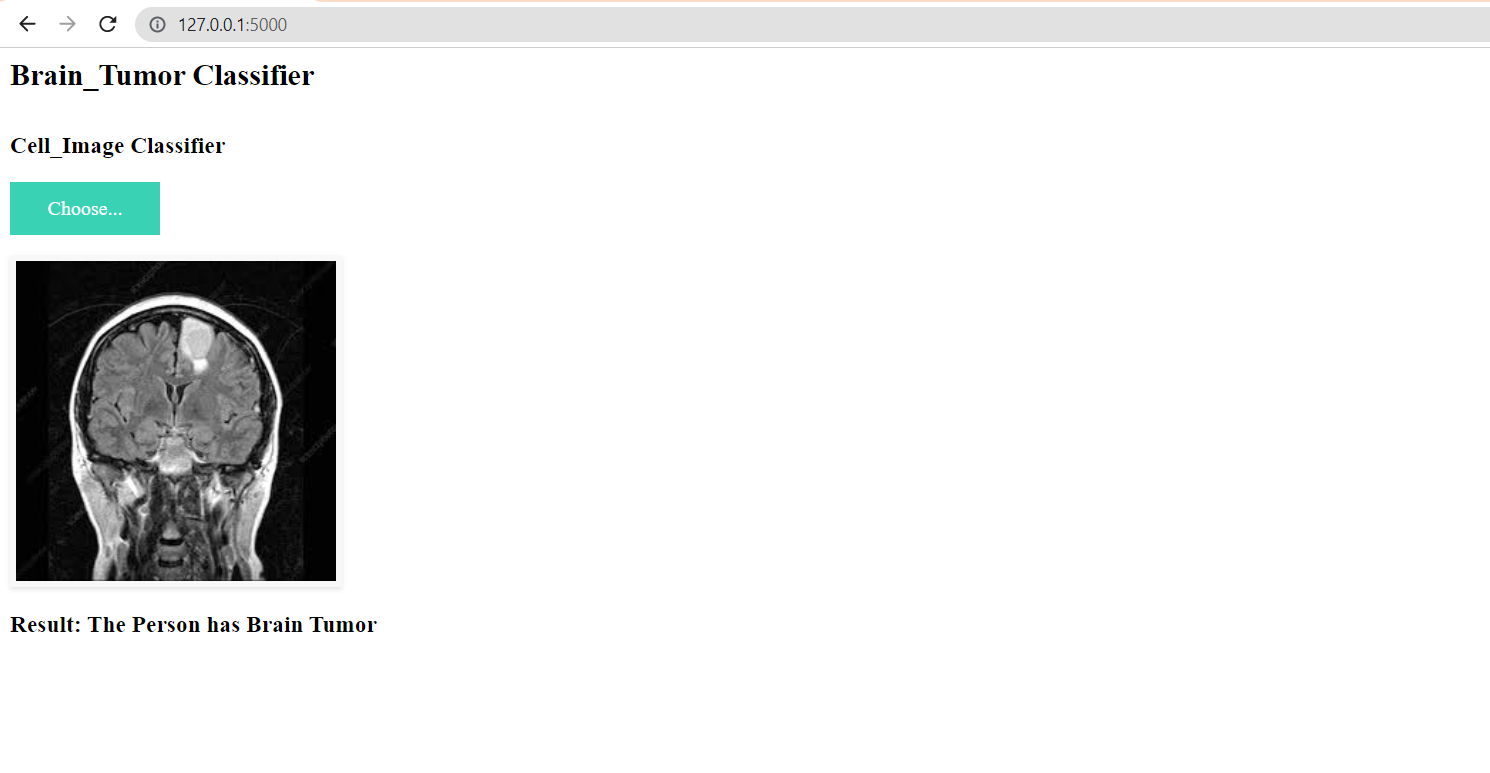 127.0.0.1:5000
Brain_Tumor Classifier
Cell_Image Classifier
Choose...
Result: The Person has Brain Tumor